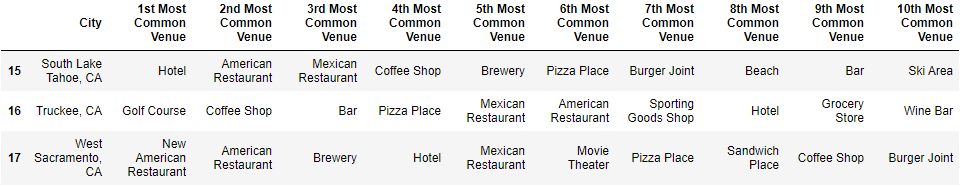 City 1st Most Common Venue 2nd Most Common Venue 3rd Most Common Venue 4th Most Common Venue 5th Most Common Venue 6th Most Common Venue 7th Most Common Venue 8th Most Common Venue 9th Most Common Venue 10th Most Common Venue
15 South Lake Tahoe, CA Hotel American Restaurant Mexican Restaurant Coffee Shop Brewery Pizza Place Burger Joint Beach Bar Ski Area
16 Truckee, CA Golf Course Coffee Shop Bar Pizza Place Mexican Restaurant American Restaurant Sporting Goods Shop Hotel Grocery Store Wine Bar
17 West Sacramento, CA New American Restaurant American Restaurant Brewery Hotel Mexican Restaurant Movie Theater Pizza Place Sandwich Place Coffee Shop Burger Joint